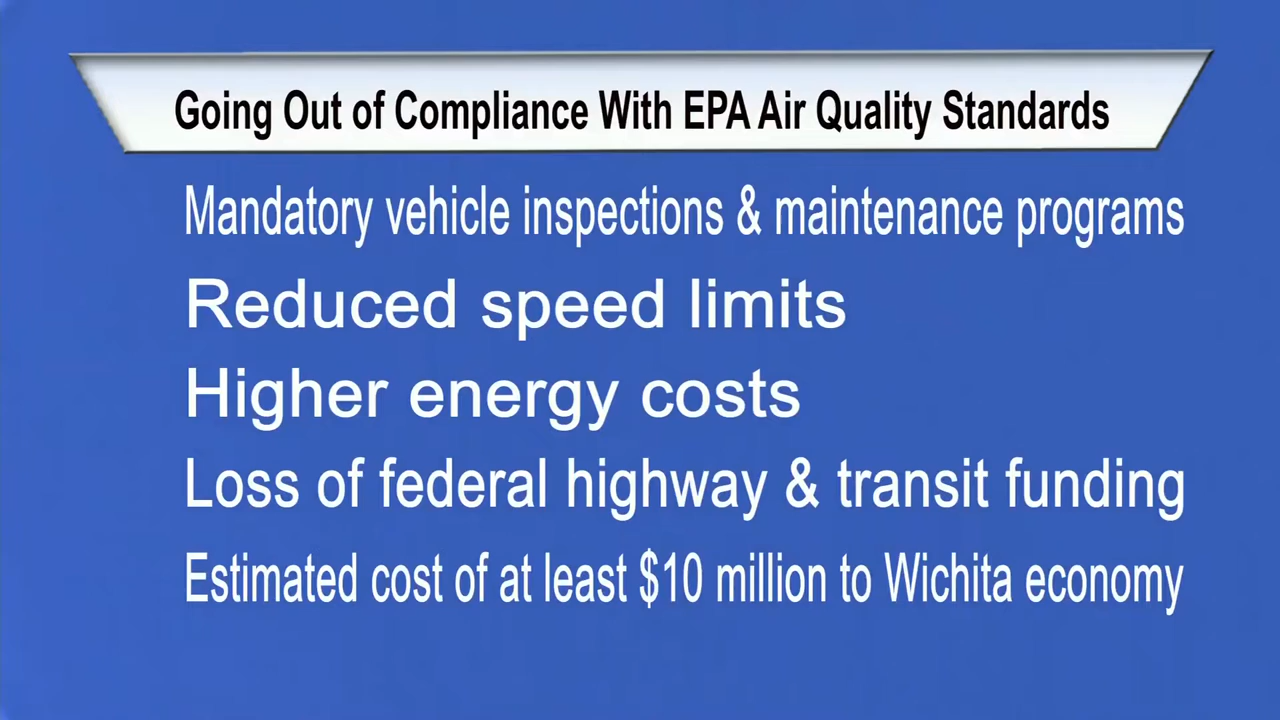 Going Out of Compliance With EPA Air Quality Standards
Mandatory vehicle inspections & maintenance programs
Reduced speed limits
Higher energy costs
Loss of federal highway & transit funding
Estimated cost of at least $10 million to Wichita economy